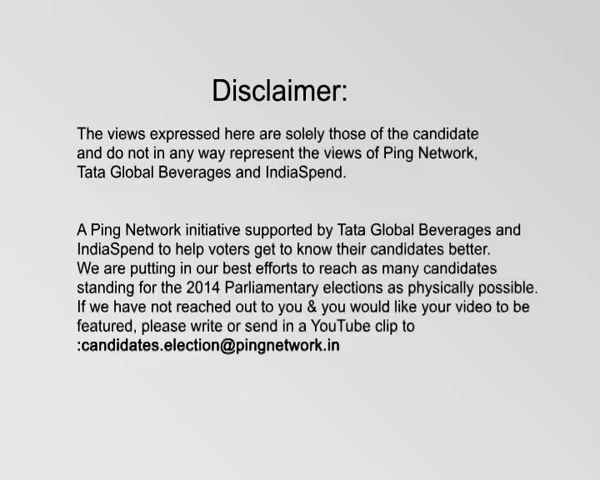 Disclaimer:
The views expressed here are solely those of the candidate
and do not in any way represent the views of Ping Network,
Tata Global Beverages and IndiaSpend.
A Ping Network initiative supported by Tata Global Beverages and
IndiaSpend to help voters get to know their candidates better.
We are putting in our best efforts to reach as many candidates
standing for the 2014 Parliamentary elections as physically possible.
If we have not reached out to you & you would like your video to be
featured, please write or send in a YouTube clip to
:candidates.election@pingnetwork.in